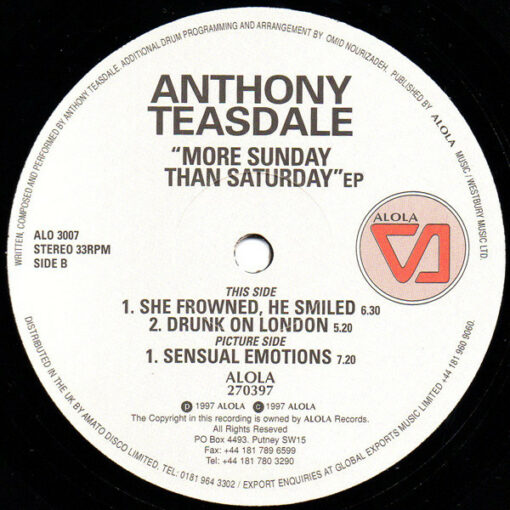 WRITTEN, COMPOSED AND PERFORMED BY ANTHONY TEASDALE. ADDITIONAL DRUM PROGRAMMING AND ARRANGEMENT BY OMID NOURIZADEH. PUBLISHED BY ALOLA MUSIC / WESTBURY MUSIC LTD.
ANTHONY
TEASDALE
“MORE SUNDAY
THAN SATURDAY” EP
ALO 3007
STEREO 33RPM
SIDE B
ALOLA
THIS SIDE
1. SHE FROWNED, HE SMILED 6.30
2. DRUNK ON LONDON 5.20
PICTURE SIDE
1. SENSUAL EMOTIONS 7.20
ALOLA
270397
℗ 1997 ALOLA © 1997 ALOLA
The Copyright in this recording is owned by ALOLA Records.
All Rights Reserved
PO Box 4493. Putney SW15
Fax: +44 181 789 6599
Tel: +44 181 780 3290
DISTRIBUTED IN THE UK BY AMATO DISCO LIMITED, TEL: 0181 964 3302 / EXPORT ENQUIRIES AT GLOBAL EXPORTS MUSIC LIMITED +44 181 960 9060.